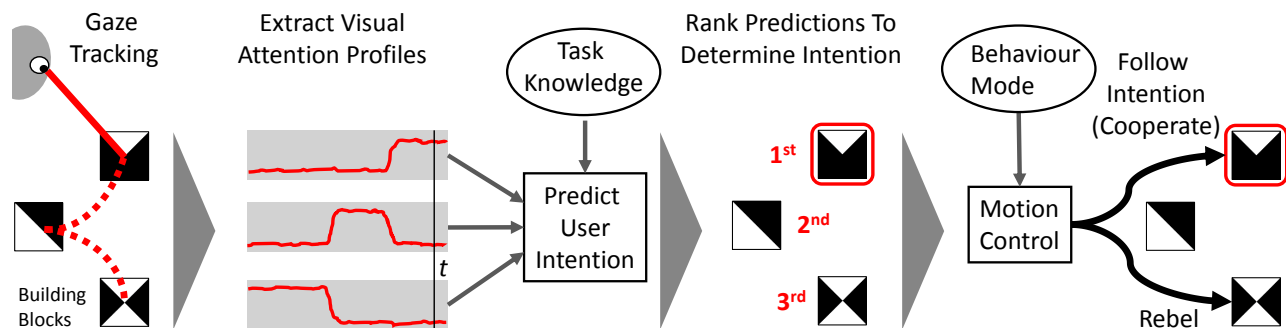 Gaze
Tracking
Building
Blocks
Extract Visual
Attention Profiles
t
Task
Knowledge
Predict
User
Intention
Rank Predictions To
Determine Intention
1st
2nd
3rd
Behaviour
Mode
Motion
Control
Follow
Intention
(Cooperate)
Rebel